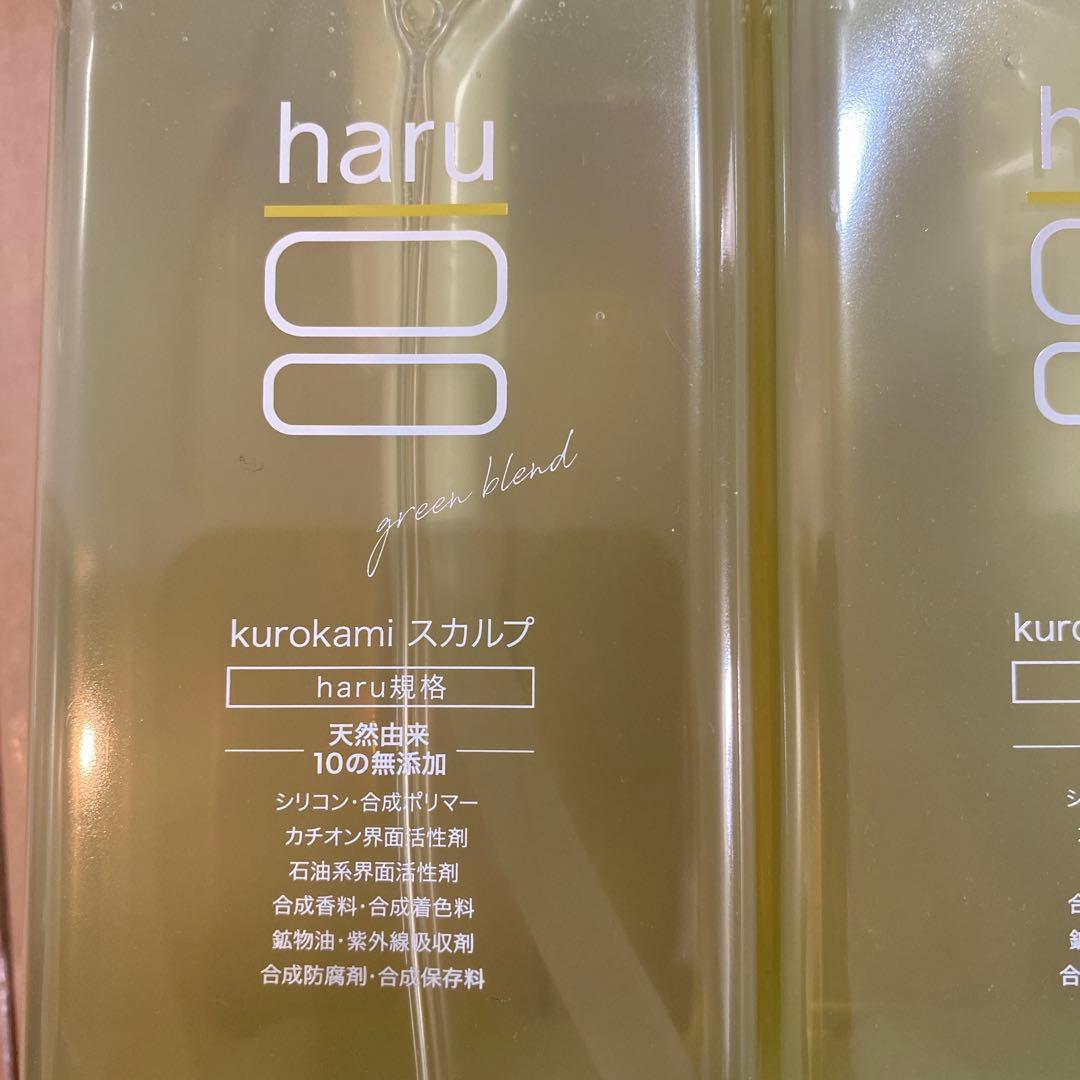 haru
green blend
kurokami スカルプ
haru規格
天然由来
10の無添加
シリコン・合成ポリマー
カチオン界面活性剤
石油系界面活性剤
合成香料・合成着色料
鉱物油・紫外線吸収剤
合成防腐剤・合成保存料
h
kuro
シ
合
鉱
合